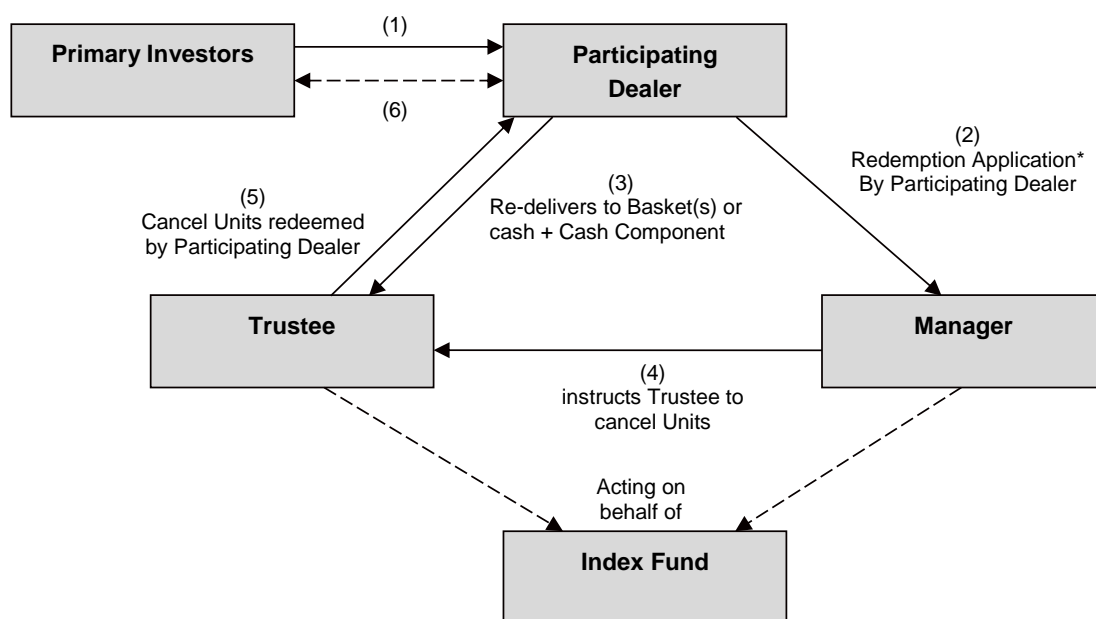 (1)
Primary Investors
Participating
Dealer
(6)
(2)
Redemption Application*
By Participating Dealer
(3)
Re-delivers to Basket(s) or
cash + Cash Component
(5)
Cancel Units redeemed
by Participating Dealer
Trustee
Manager
(4)
instructs Trustee to
cancel Units
Acting on
behalf of
Index Fund